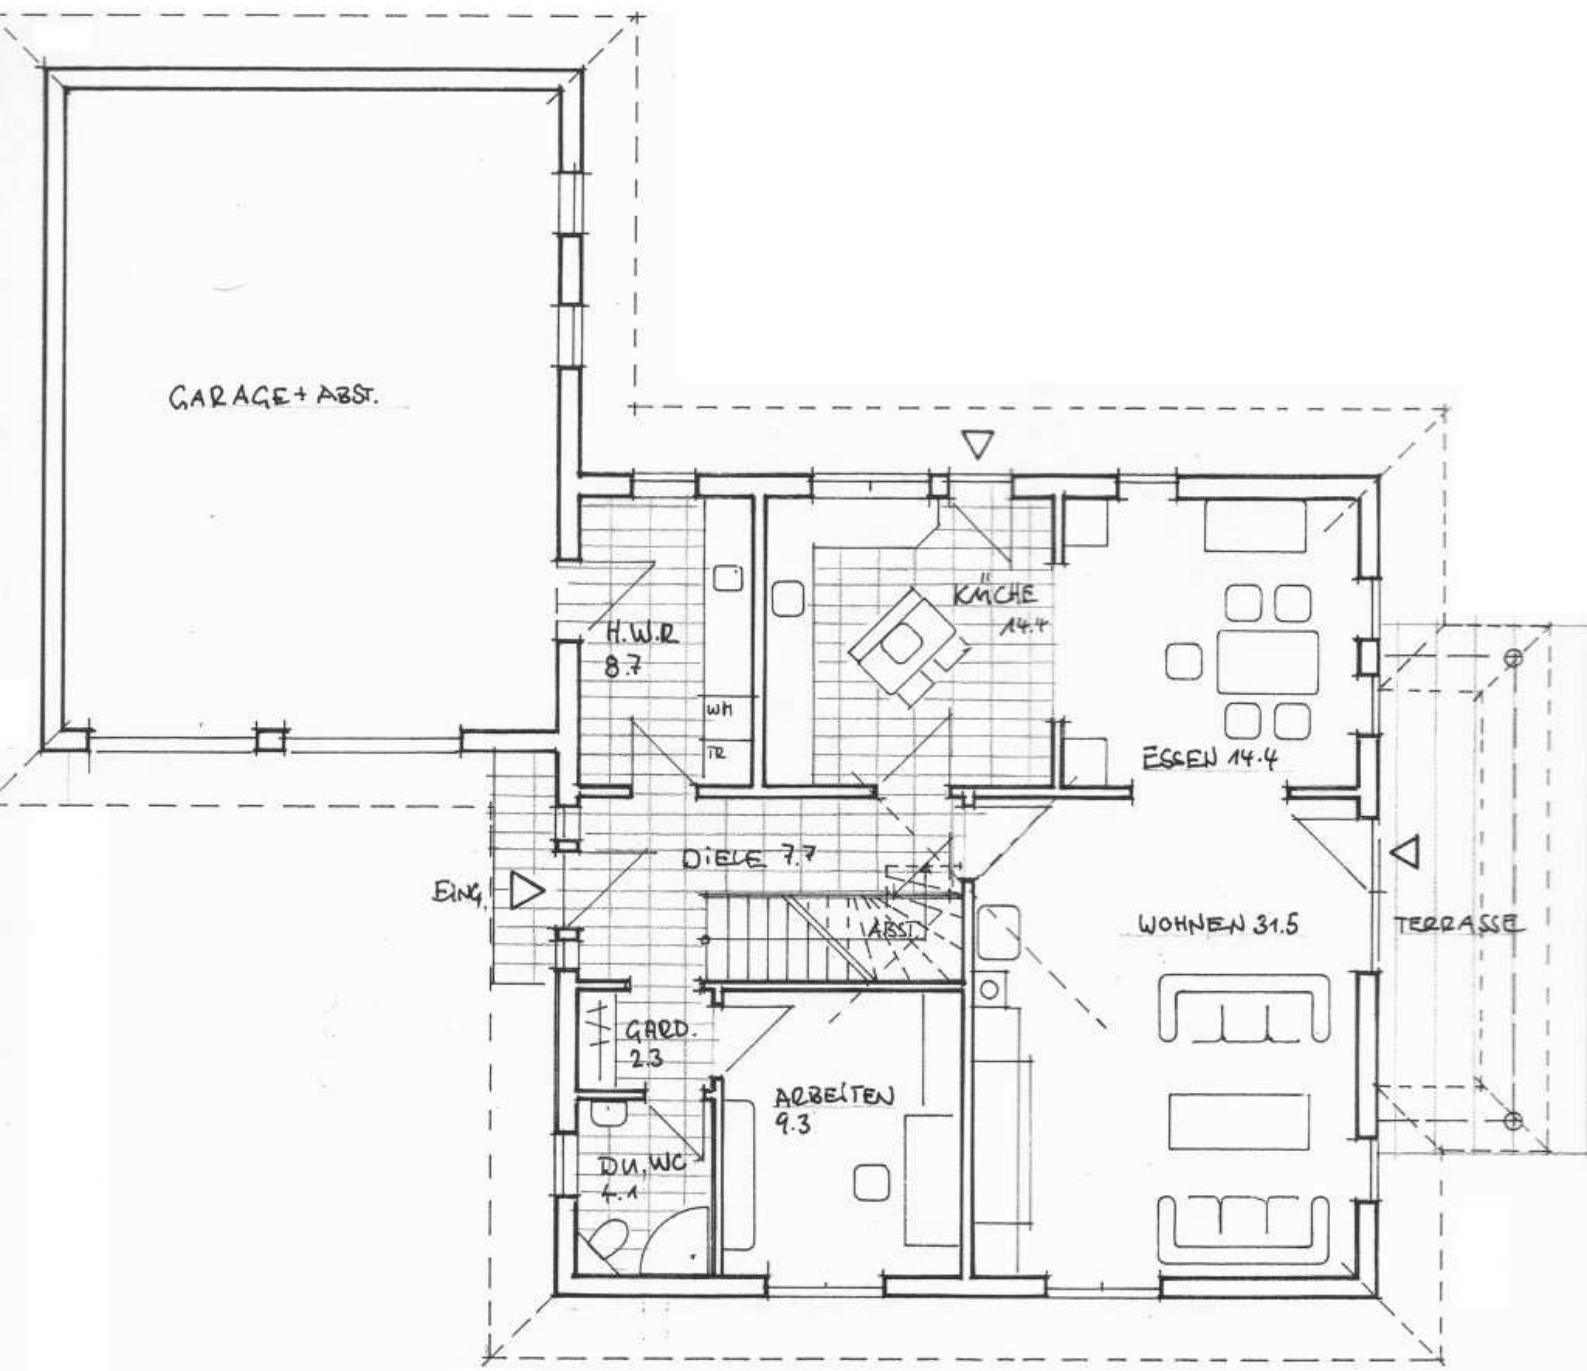 GARAGE + ABST.
KÜCHE
14.4
H.W.R
8.7
WM
TR
ESSEN 14.4
DIELE 7.7
EING.
ABST.
WOHNEN 31.5
TERRASSE
GARD.
2.3
ARBEITEN
9.3
DU, WC
4.1